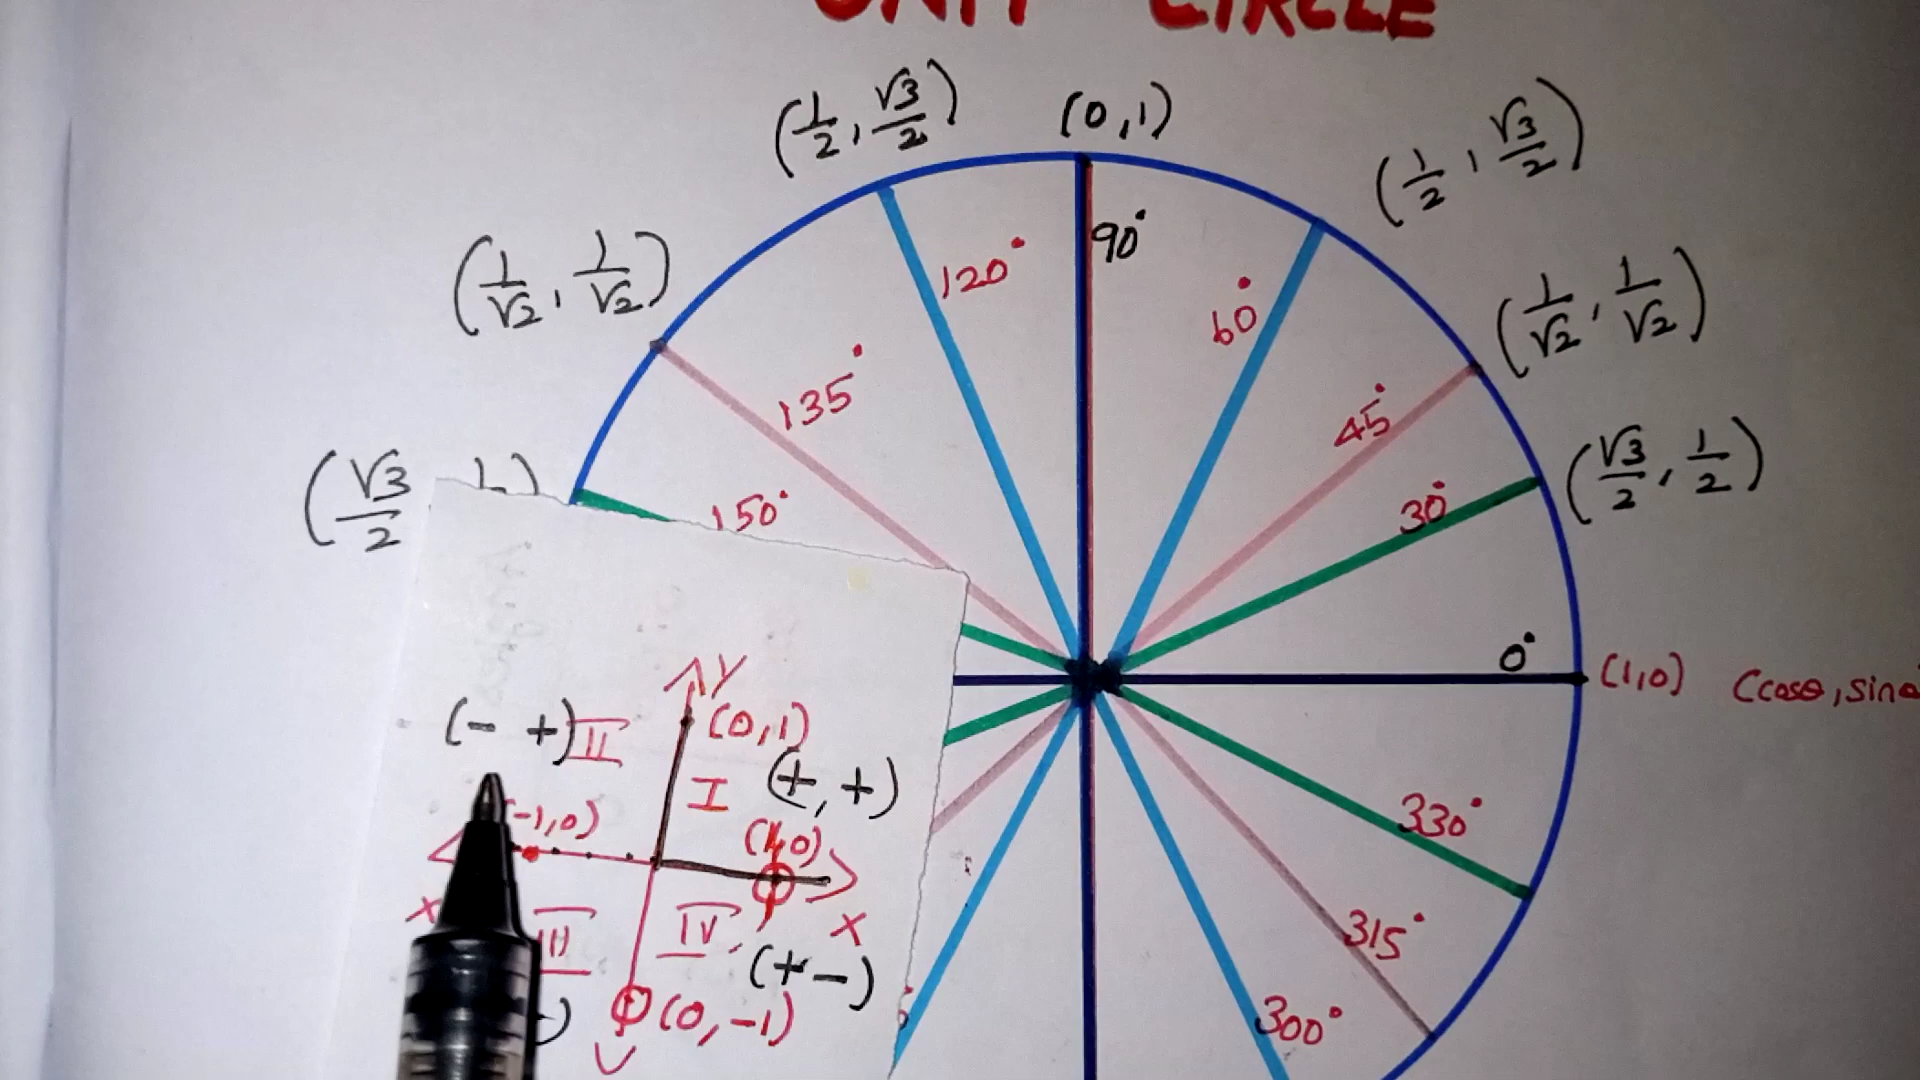 UNIT CIRCLE
(1/2, √3/2)
(0,1)
(1/2, √3/2)
90°
120°
60°
(1/√2, 1/√2)
(1/√2, 1/√2)
135°
45°
(√3/2
150°
30°
(√3/2, 1/2)
0°
(1,0) (cosθ, sinθ
Y
(- +) II
(0,1)
I (+, +)
(-1,0)
(1,0)
330°
X
III
IV
X
(+ -)
315°
(0, -1)
300°